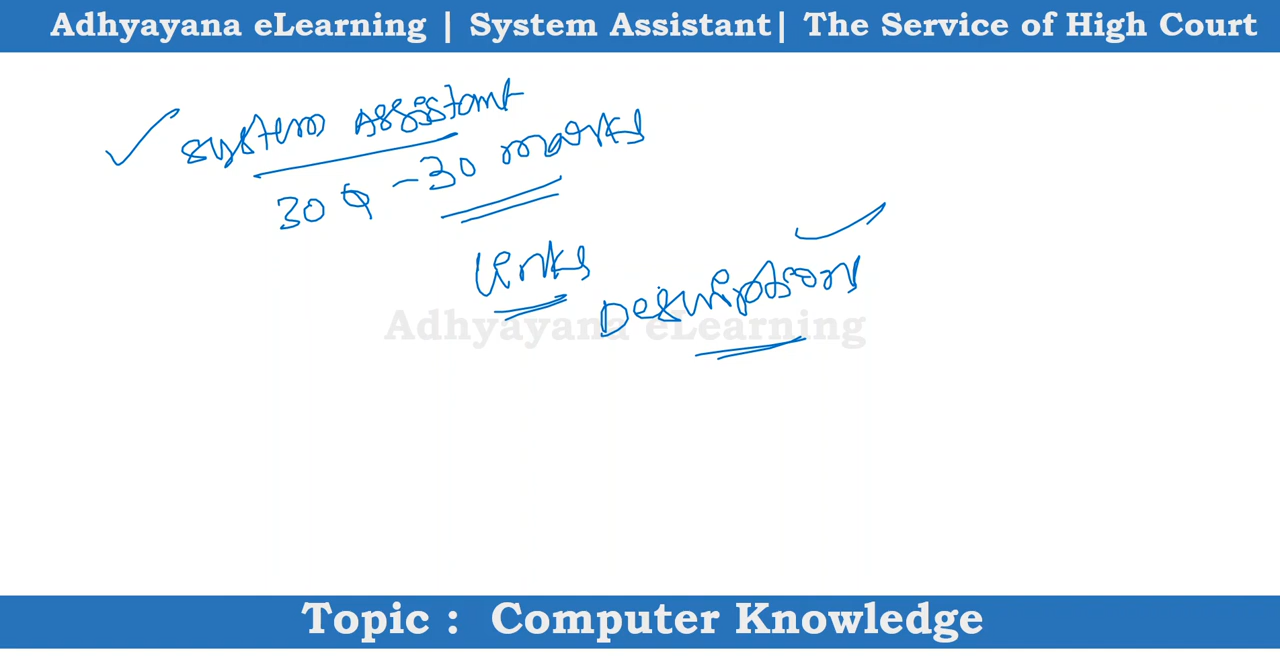 Adhyayana eLearning | System Assistant| The Service of High Court
System Assistant
30 Q - 30 marks
Links
Descriptions
Adhyayana eLearning
Topic : Computer Knowledge